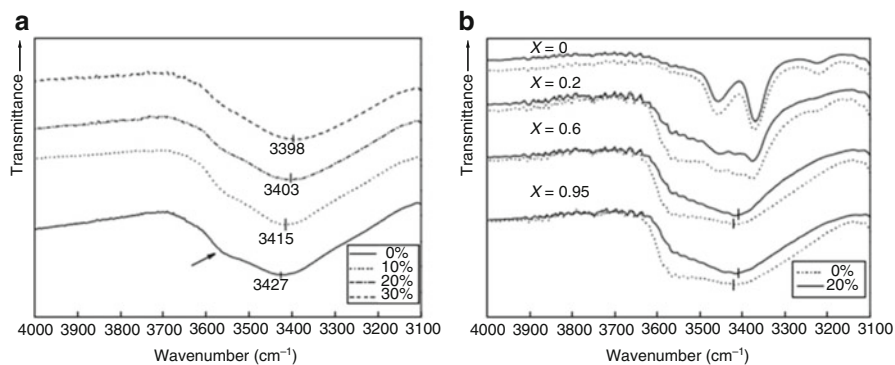 a
Transmittance
3398
3403
3415
3427
0%
10%
20%
30%
4000 3900 3800 3700 3600 3500 3400 3300 3200 3100
Wavenumber (cm⁻¹)
b
Transmittance
X = 0
X = 0.2
X = 0.6
X = 0.95
0%
20%
4000 3900 3800 3700 3600 3500 3400 3300 3200 3100
Wavenumber (cm⁻¹)